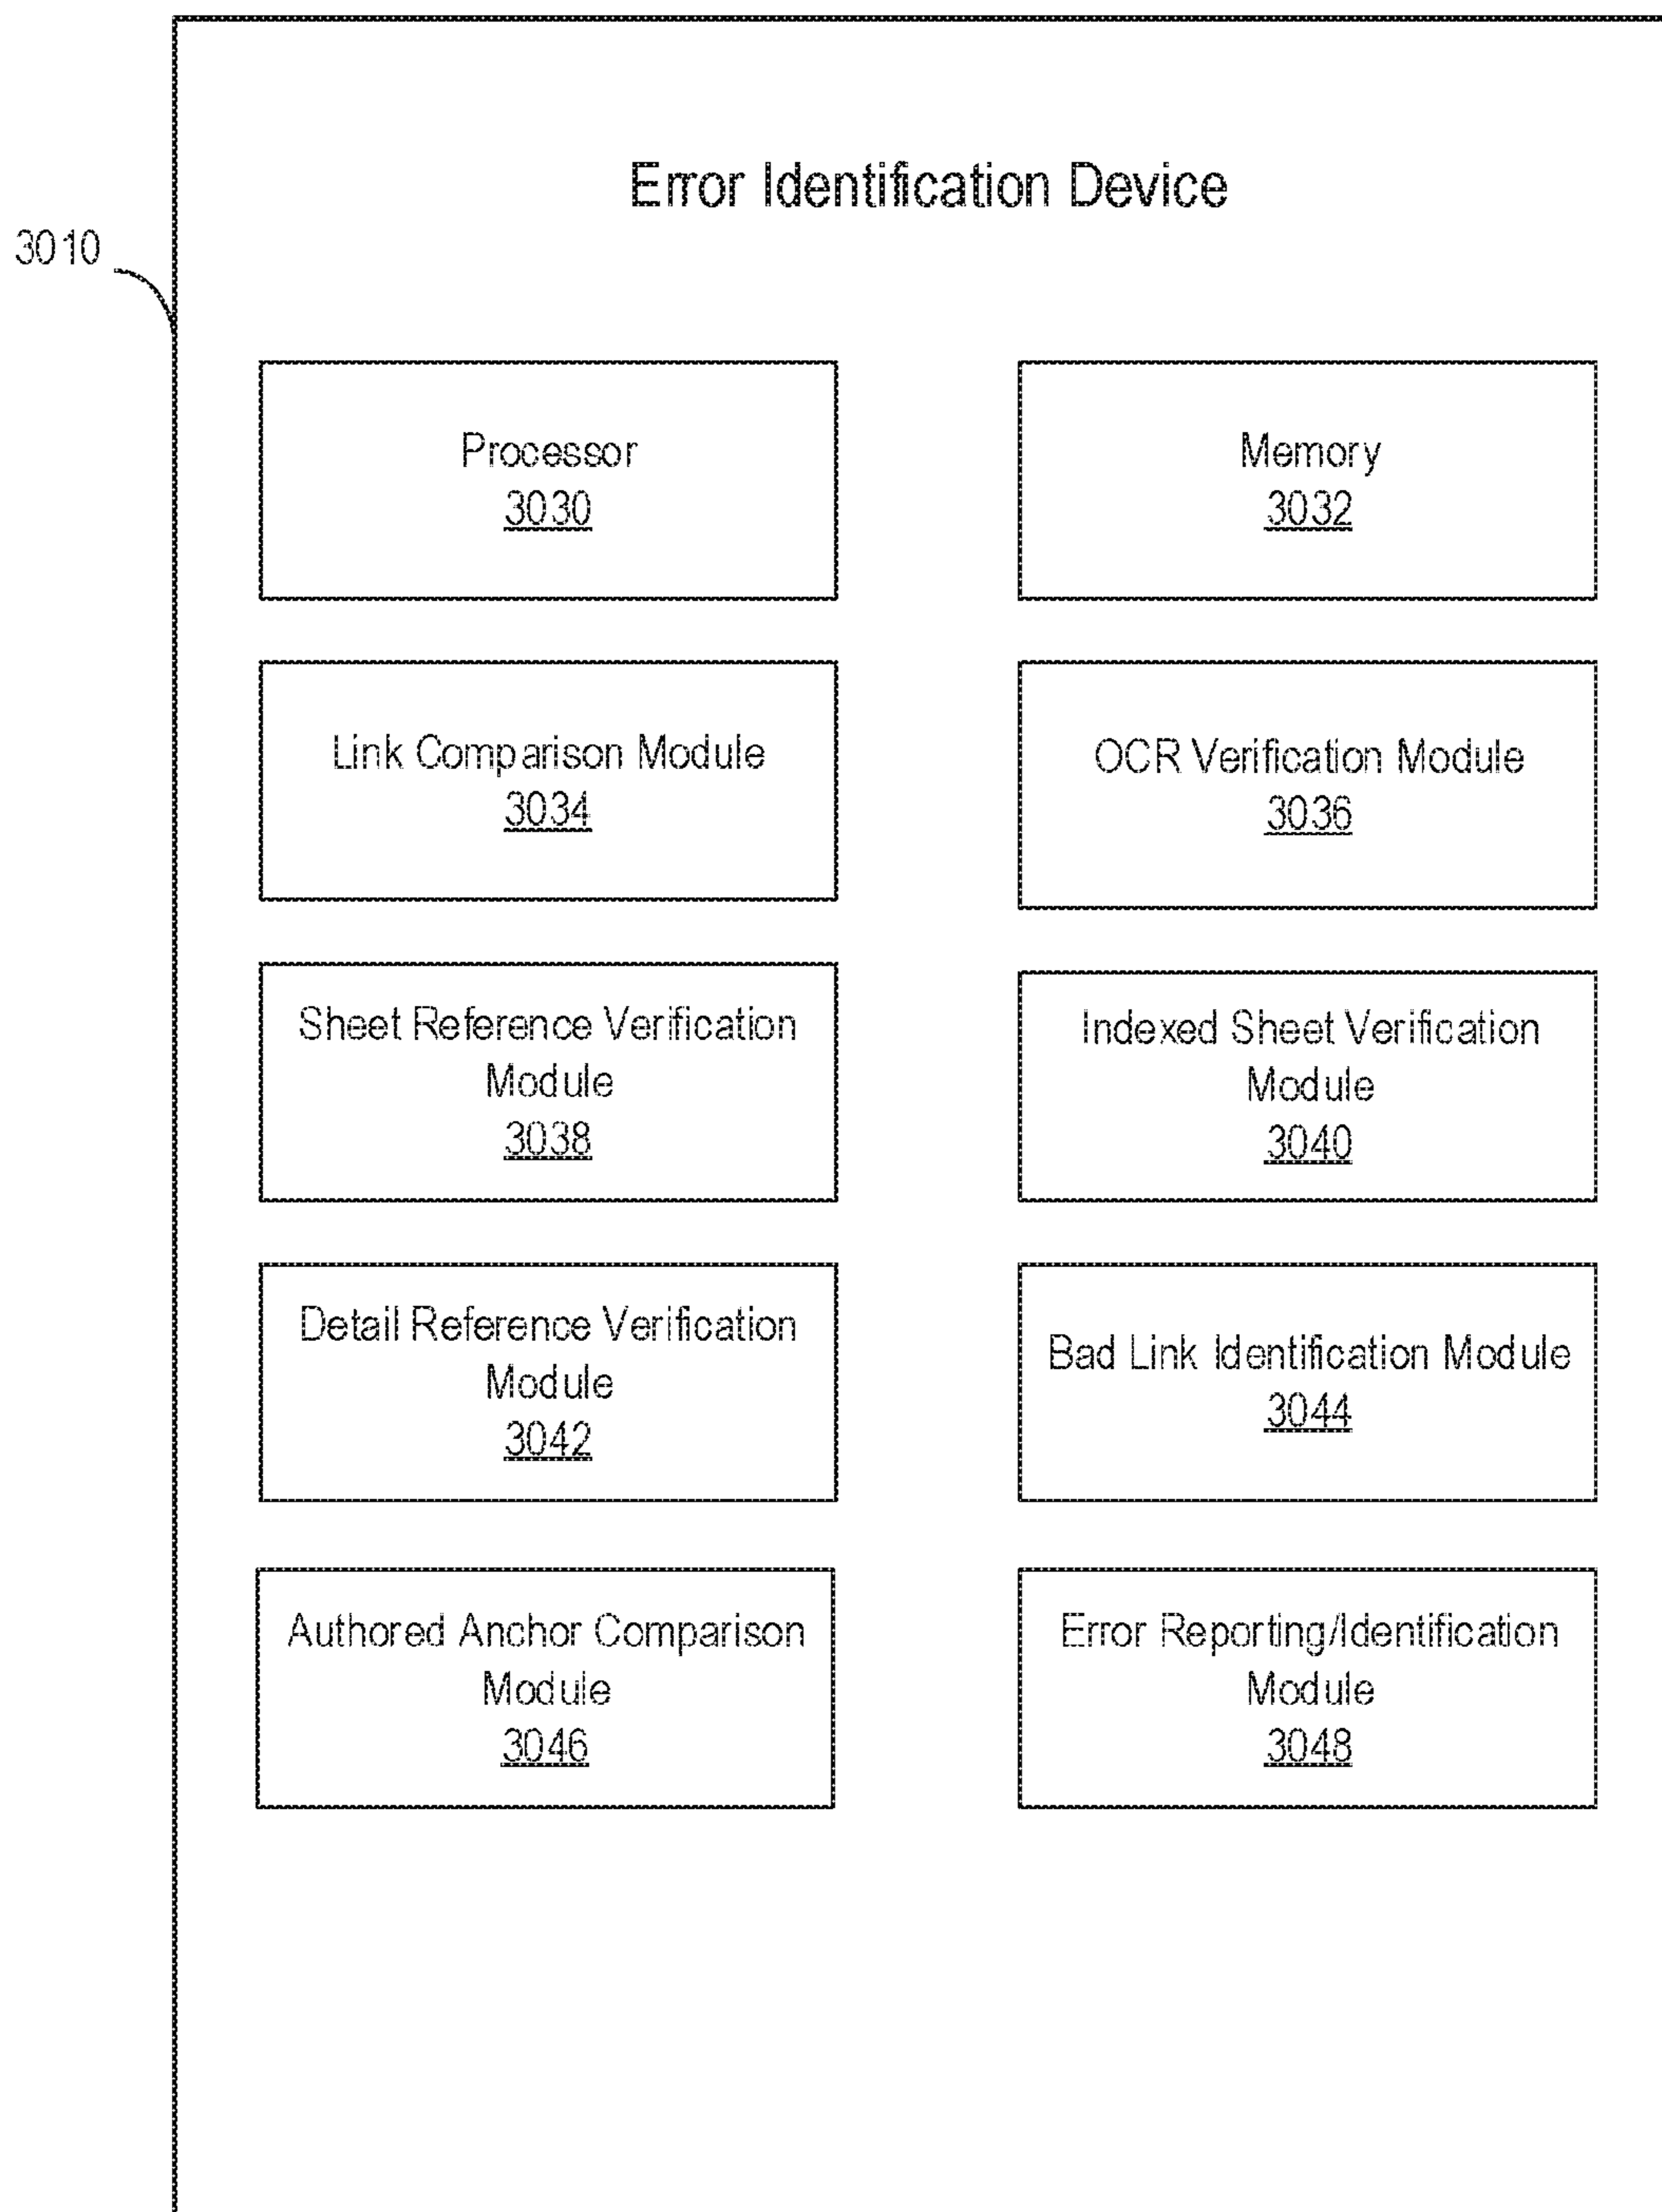 Error Identification Device
3010
Processor
3030
Memory
3032
Link Comparison Module
3034
OCR Verification Module
3036
Sheet Reference Verification
Module
3038
Indexed Sheet Verification
Module
3040
Detail Reference Verification
Module
3042
Bad Link Identification Module
3044
Authored Anchor Comparison
Module
3046
Error Reporting/Identification
Module
3048